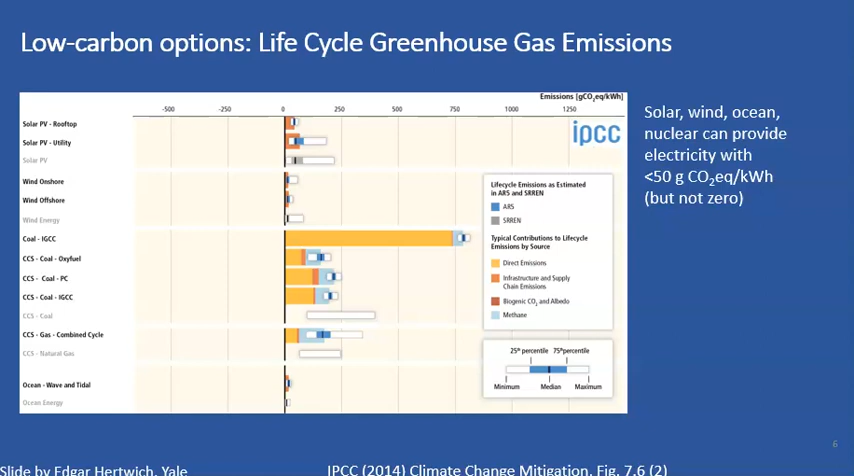 Low-carbon options: Life Cycle Greenhouse Gas Emissions
Emissions [gCO2eq/kWh]
-500 -250 0 250 500 750 1000 1250
Solar PV - Rooftop
Solar PV - Utility
Solar PV
ipcc
Wind Onshore
Wind Offshore
Wind Energy
Coal - IGCC
CCS - Coal - Oxyfuel
CCS - Coal - PC
CCS - Coal - IGCC
CCS - Coal
CCS - Gas - Combined Cycle
CCS - Natural Gas
Ocean - Wave and Tidal
Ocean Energy
Lifecycle Emissions as Estimated
in AR5 and SRREN
AR5
SRREN
Typical Contributions to Lifecycle
Emissions by Source
Direct Emissions
Infrastructure and Supply
Chain Emissions
Biogenic CO2 and Albedo
Methane
25th percentile 75th percentile
Minimum Median Maximum
Solar, wind, ocean,
nuclear can provide
electricity with
<50 g CO2eq/kWh
(but not zero)
6
Slide by Edgar Hertwich, Yale
IPCC (2014) Climate Change Mitigation, Fig. 7.6 (2)